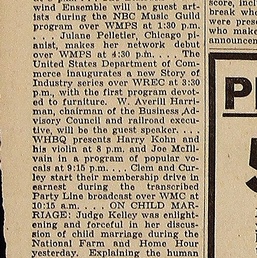 wind Ensemble will be guest art-
ists during the NBC Music Guild
program over WMPS at 1:30 p.m.
. . . Julane Pelletier, Chicago pi-
anist, makes her network debut
over WMPS at 4:30 p.m. . . . The
United States Department of Com-
merce inaugurates a new Story of
Industry series over WREC at 3:30
p.m., with the first program devot-
ed to furniture. W. Averill Harri-
man, chairman of the Business Ad-
visory Council and railroad execu-
tive, will be the guest speaker. . . .
WHBQ presents Harry Kohn and
his violin at 8 p.m. and Joe McIll-
vain in a program of popular vo-
cals at 9:15 p.m. . . . Clem and Cur-
ley start their membership drive in
earnest during the transcribed
Party Line broadcast over WMC at
10:15 a.m. . . . ON CHILD MAR-
RIAGE: Judge Kelley was enlight-
ening and forceful in her discus-
sion of child marriage during the
National Farm and Home Hour
yesterday. Explaining the human
score, incl
break whe
were pres
who make
announcem
P
5